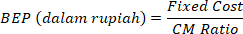 BEP (dalam rupiah) = Fixed Cost / CM Ratio